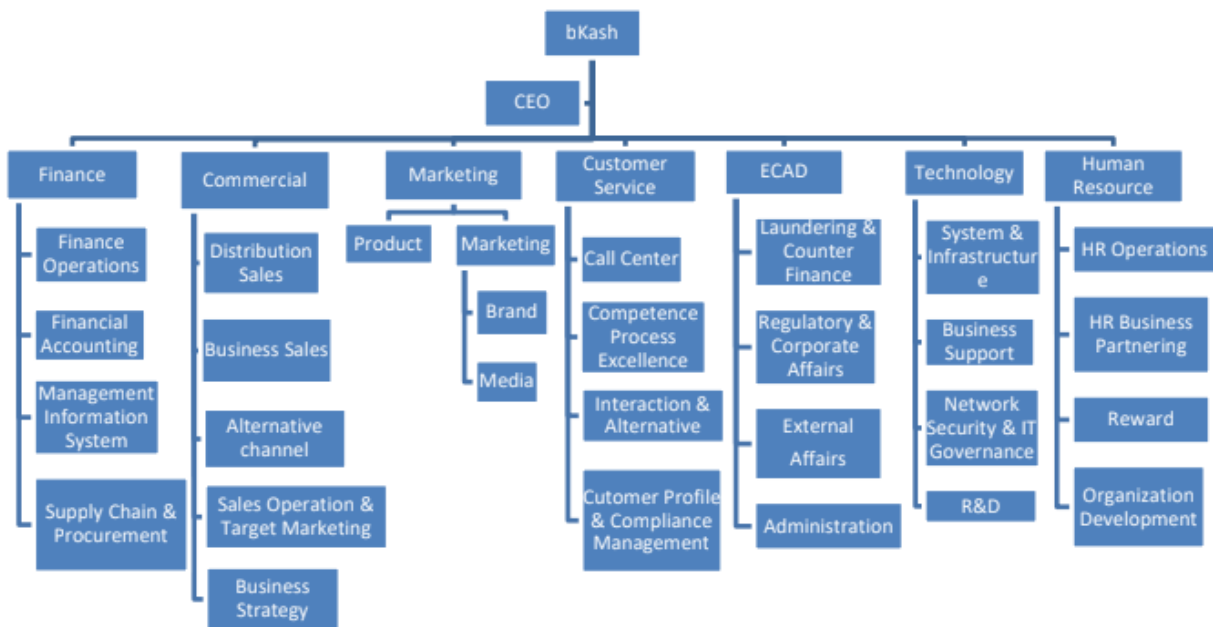 bKash
CEO
Finance
Commercial
Marketing
Customer
Service
ECAD
Technology
Human
Resource
Finance
Operations
Financial
Accounting
Management
Information
System
Supply Chain &
Procurement
Distribution
Sales
Business Sales
Alternative
channel
Sales Operation &
Target Marketing
Business
Strategy
Product
Marketing
Brand
Media
Call Center
Competence
Process
Excellence
Interaction &
Alternative
Cutomer Profile
& Compliance
Management
Laundering &
Counter
Finance
Regulatory &
Corporate
Affairs
External
Affairs
Administration
System &
Infrastructur
e
Business
Support
Network
Security & IT
Governance
R&D
HR Operations
HR Business
Partnering
Reward
Organization
Development